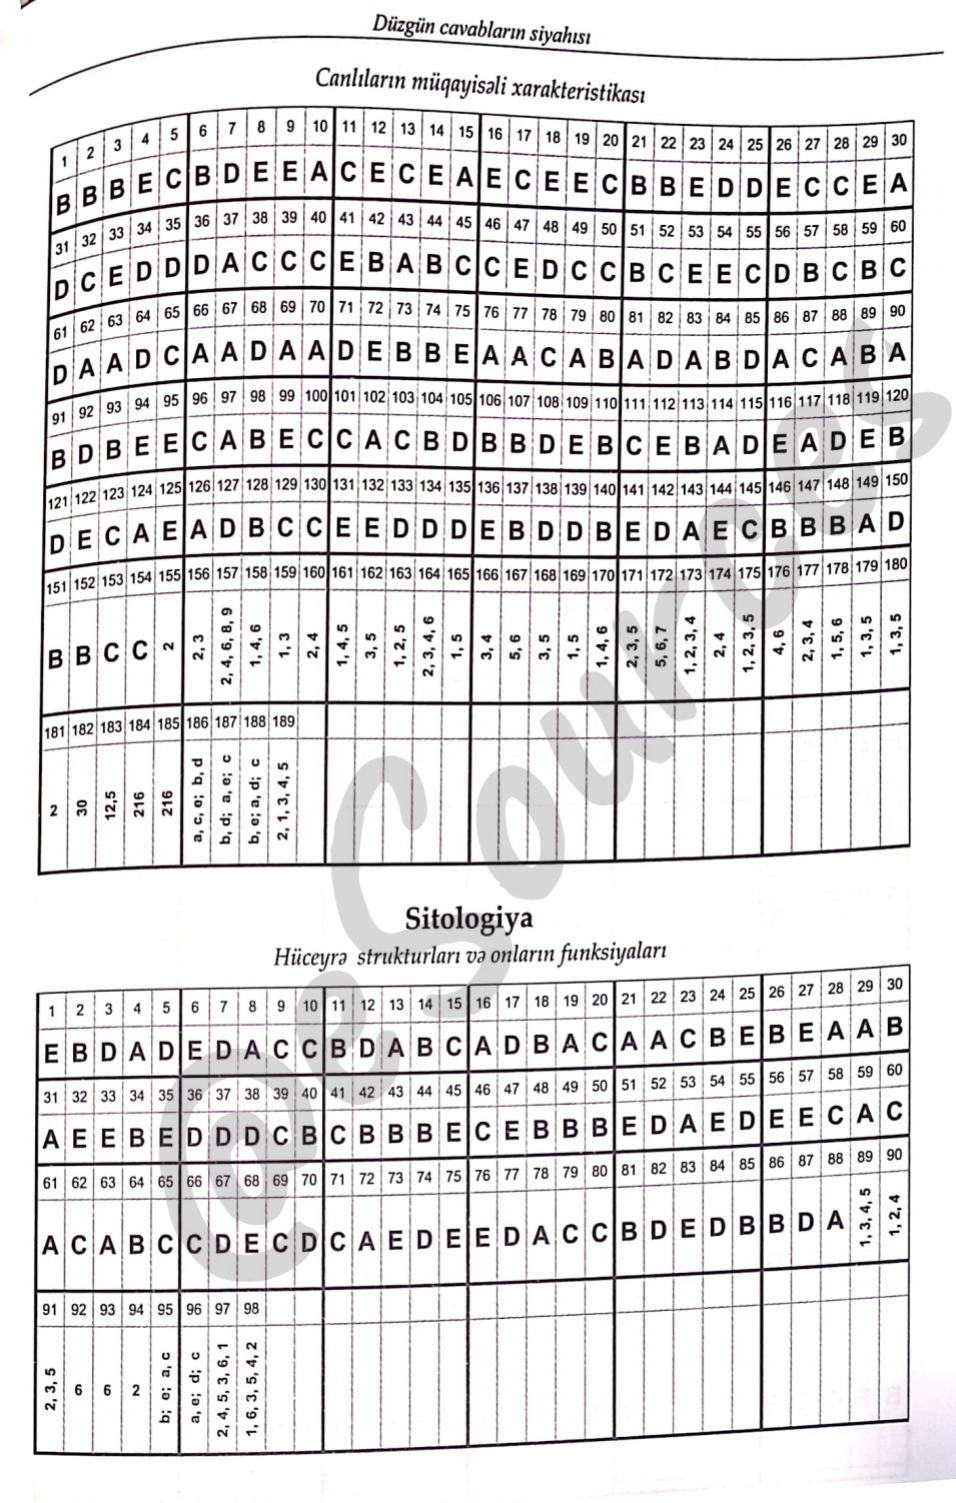 Düzgün cavabların siyahısı
Canlıların müqayisəli xarakteristikası
1 2 3 4 5 6 7 8 9 10 11 12 13 14 15 16 17 18 19 20 21 22 23 24 25 26 27 28 29 30
B B B E C B D E E A C E C E A E C E E C B B E D D E C C E A
31 32 33 34 35 36 37 38 39 40 41 42 43 44 45 46 47 48 49 50 51 52 53 54 55 56 57 58 59 60
D C E D D D A C C C E B A B C C E D C C B C E E C D B C B C
61 62 63 64 65 66 67 68 69 70 71 72 73 74 75 76 77 78 79 80 81 82 83 84 85 86 87 88 89 90
D A A D C A A D A A D E B B E A A C A B A D A B D A C A B A
91 92 93 94 95 96 97 98 99 100 101 102 103 104 105 106 107 108 109 110 111 112 113 114 115 116 117 118 119 120
B D B E E C A B E C C A C B D B B D E B C E B A D E A D E B
121 122 123 124 125 126 127 128 129 130 131 132 133 134 135 136 137 138 139 140 141 142 143 144 145 146 147 148 149 150
D E C A E A D B C C E E D D D E B D D B E D A E C B B B A D
151 152 153 154 155 156 157 158 159 160 161 162 163 164 165 166 167 168 169 170 171 172 173 174 175 176 177 178 179 180
B B C C 2 2, 3 2, 4, 6, 8, 9 1, 4, 6 1, 3 2, 4 1, 4, 5 3, 5 1, 2, 5 2, 3, 4, 6 1, 5 3, 4 5, 6 3, 5 1, 5 1, 4, 6 2, 3, 5 5, 6, 7 1, 2, 3, 4 2, 4 1, 2, 3, 5 4, 6 2, 3, 4 1, 5, 6 1, 3, 5 1, 3, 5
181 182 183 184 185 186 187 188 189
2 30 12,5 216 216 a, c, e; b, d b, d; a, e; c b, e; a, d; c 2, 1, 3, 4, 5
Sitologiya
Hüceyrə strukturları və onların funksiyaları
1 2 3 4 5 6 7 8 9 10 11 12 13 14 15 16 17 18 19 20 21 22 23 24 25 26 27 28 29 30
E B D A D E D A C C B D A B C A D B A C A A C B E B E A A B
31 32 33 34 35 36 37 38 39 40 41 42 43 44 45 46 47 48 49 50 51 52 53 54 55 56 57 58 59 60
A E E B E D D D C B C B B B E C E B B B E D A E D E E C A C
61 62 63 64 65 66 67 68 69 70 71 72 73 74 75 76 77 78 79 80 81 82 83 84 85 86 87 88 89 90
A C A B C C D E C D C A E D E E D A C C B D E D B B D A 1, 3, 4, 5 1, 2, 4
91 92 93 94 95 96 97 98
2, 3, 5 6 6 2 b; e; a, c a, e; d; c 2, 4, 5, 3, 6, 1 1, 6, 3, 5, 4, 2
@eSources